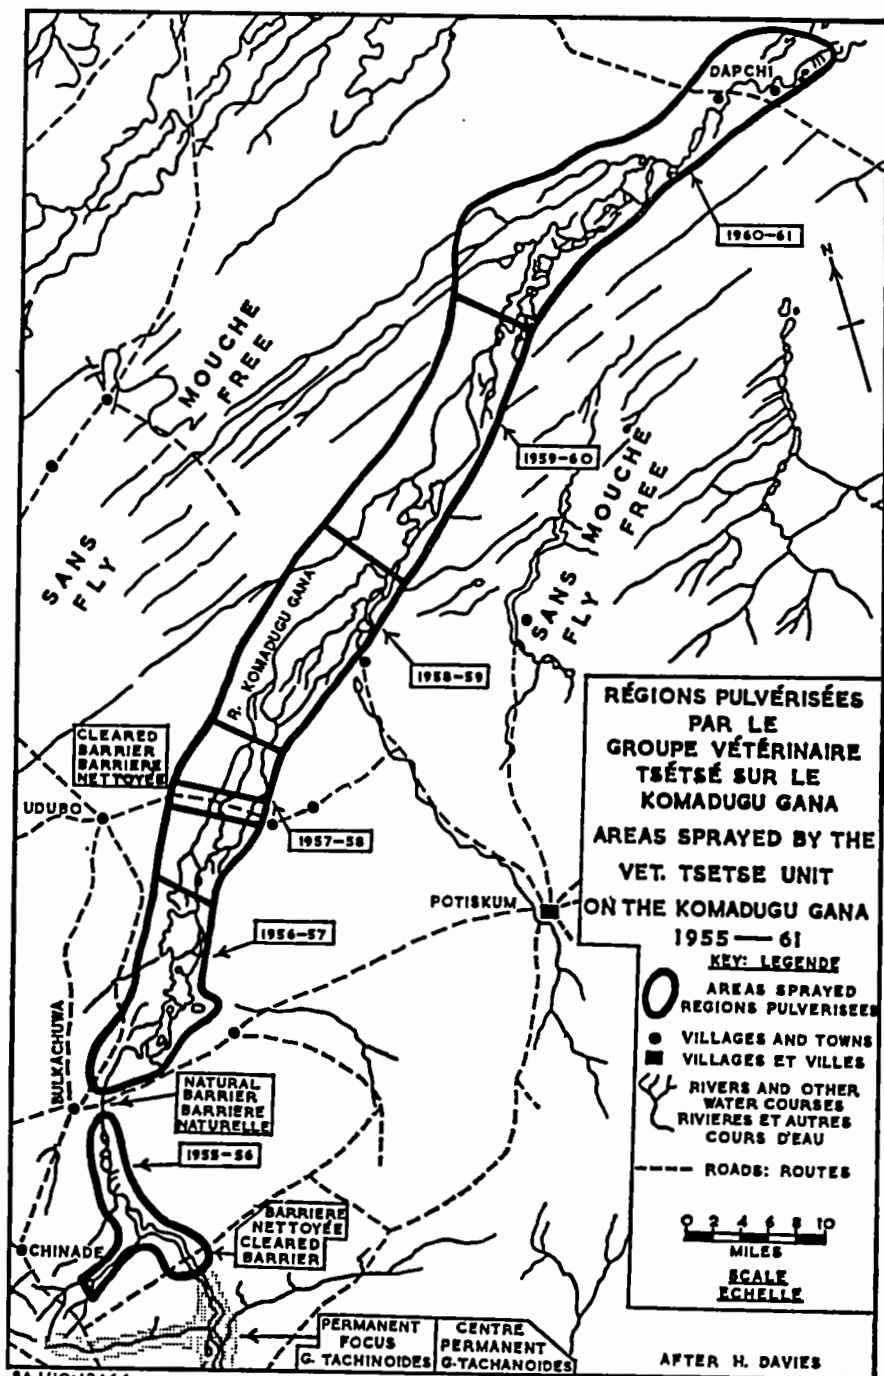 DAPCHI
1960-61
N
MOUCHE
FREE
1959-60
SANS
FLY
SANS MOUCHE
FLY FREE
R. KOMADUGU GANA
1958-59
CLEARED
BARRIER
BARRIERE
NETTOYÉE
UDUBO
1957-58
POTISKUM
1956-57
BULKACHUWA
NATURAL
BARRIER
BARRIÈRE
NATURELLE
1955-56
BARRIERE
NETTOYÉE
CLEARED
BARRIER
CHINADE
PERMANENT
FOCUS
G. TACHINOIDES
CENTRE
PERMANENT
G-TACHANOIDES
RÉGIONS PULVÉRISÉES
PAR LE
GROUPE VÉTÉRINAIRE
TSÉTSÉ SUR LE
KOMADUGU GANA
AREAS SPRAYED BY THE
VET. TSETSE UNIT
ON THE KOMADUGU GANA
1955—61
KEY: LEGENDE
AREAS SPRAYED
REGIONS PULVERISEES
VILLAGES AND TOWNS
VILLAGES ET VILLES
RIVERS AND OTHER
WATER COURSES
RIVIERES ET AUTRES
COURS D'EAU
ROADS: ROUTES
0 2 4 6 8 10
MILES
SCALE
ECHELLE
AFTER H. DAVIES